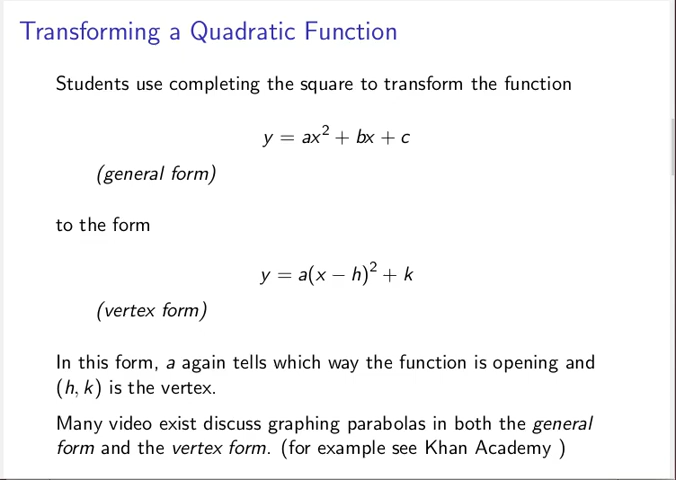 Transforming a Quadratic Function
Students use completing the square to transform the function
y = ax² + bx + c
(general form)
to the form
y = a(x − h)² + k
(vertex form)
In this form, a again tells which way the function is opening and
(h, k) is the vertex.
Many video exist discuss graphing parabolas in both the general
form and the vertex form. (for example see Khan Academy )